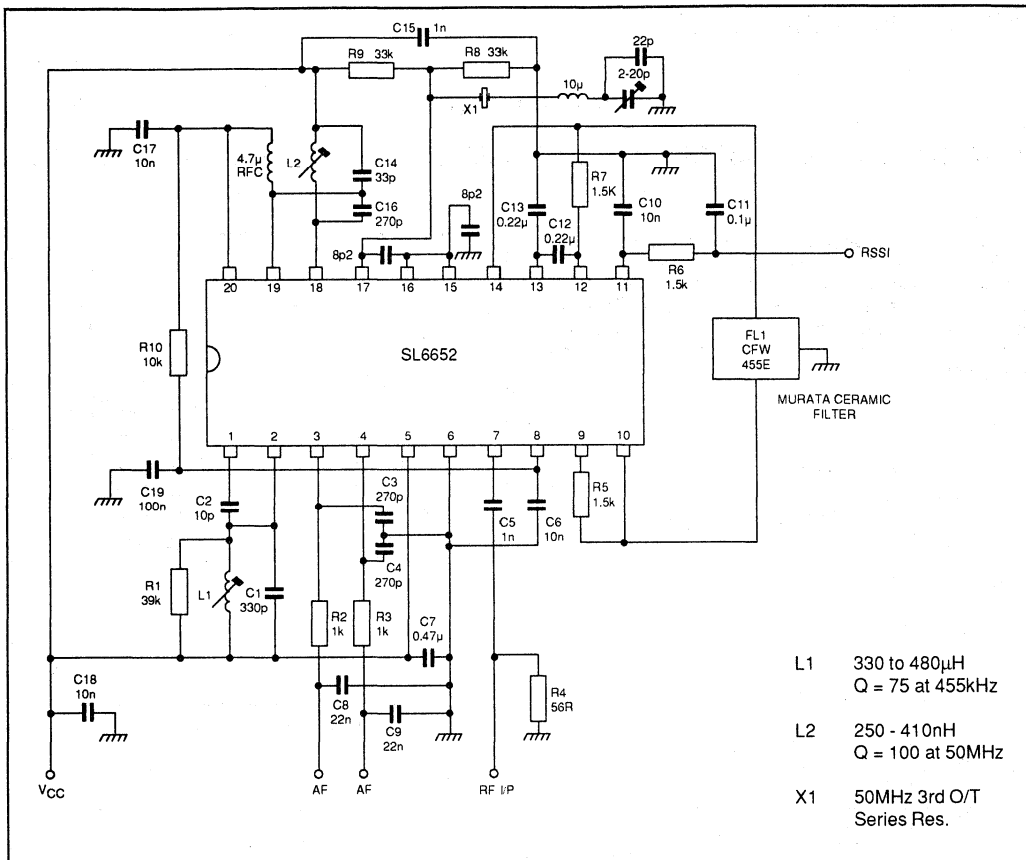 C15 1n
R9 33k
R8 33k
22p
2-20p
10µ
X1
C17
10n
4.7µ
RFC
L2
C14
33p
C16
270p
8p2
8p2
R7
1.5K
C13
0.22µ
C12
0.22µ
C10
10n
C11
0.1µ
R6
1.5k
RSSI
20 19 18 17 16 15 14 13 12 11
R10
10k
SL6652
FL1
CFW
455E
MURATA CERAMIC
FILTER
1 2 3 4 5 6 7 8 9 10
C19
100n
C2
10p
C3
270p
C4
270p
C5
1n
C6
10n
R5
1.5k
R1
39k
L1
C1
330p
R2
1k
R3
1k
C7
0.47µ
C18
10n
C8
22n
C9
22n
R4
56R
VCC
AF
AF
RF I/P
L1 330 to 480µH
Q = 75 at 455kHz
L2 250 - 410nH
Q = 100 at 50MHz
X1 50MHz 3rd O/T
Series Res.